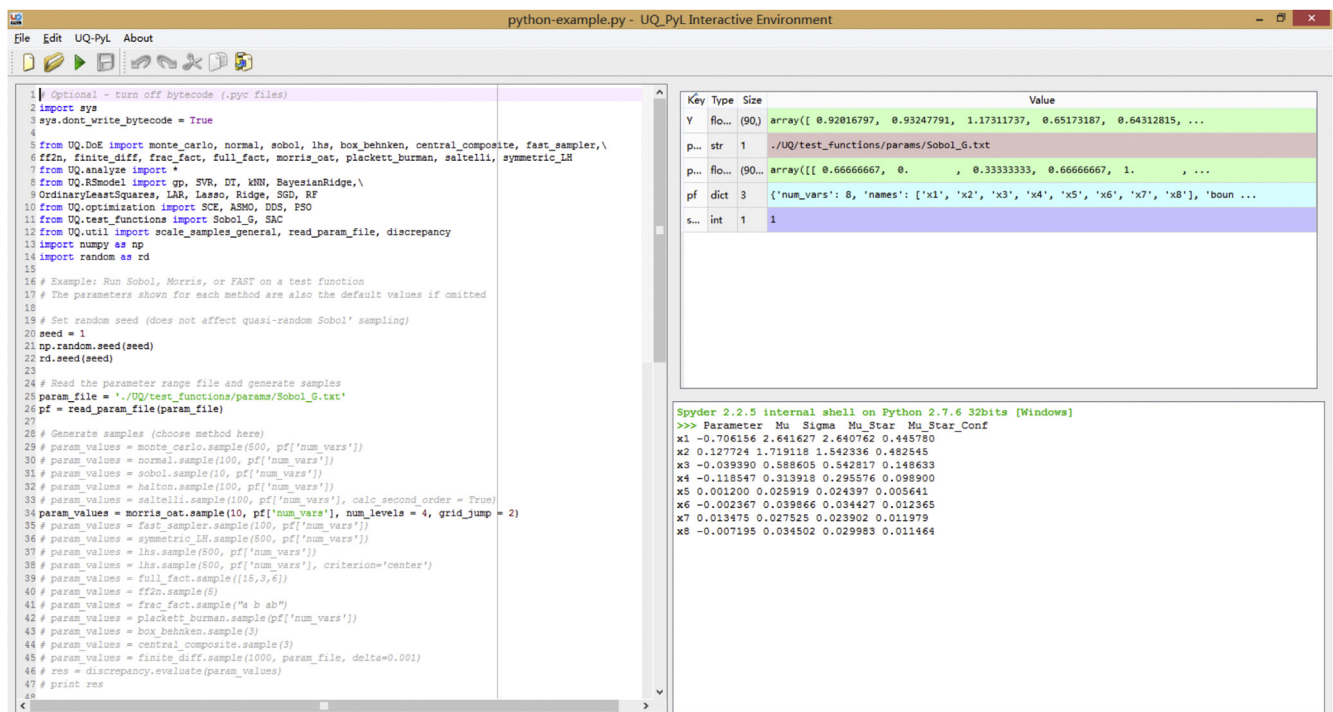 UQ
python-example.py - UQ_PyL Interactive Environment
File Edit UQ-PyL About
1 # Optional - turn off bytecode (.pyc files)
2 import sys
3 sys.dont_write_bytecode = True
4
5 from UQ.DoE import monte_carlo, normal, sobol, lhs, box_behnken, central_composite, fast_sampler,\
6 ff2n, finite_diff, frac_fact, full_fact, morris_oat, plackett_burman, saltelli, symmetric_LH
7 from UQ.analyze import *
8 from UQ.RSmodel import gp, SVR, DT, kNN, BayesianRidge,\
9 OrdinaryLeastSquares, LAR, Lasso, Ridge, SGD, RF
10 from UQ.optimization import SCE, ASMO, DDS, PSO
11 from UQ.test_functions import Sobol_G, SAC
12 from UQ.util import scale_samples_general, read_param_file, discrepancy
13 import numpy as np
14 import random as rd
15
16 # Example: Run Sobol, Morris, or FAST on a test function
17 # The parameters shown for each method are also the default values if omitted
18
19 # Set random seed (does not affect quasi-random Sobol' sampling)
20 seed = 1
21 np.random.seed(seed)
22 rd.seed(seed)
23
24 # Read the parameter range file and generate samples
25 param_file = './UQ/test_functions/params/Sobol_G.txt'
26 pf = read_param_file(param_file)
27
28 # Generate samples (choose method here)
29 # param_values = monte_carlo.sample(500, pf['num_vars'])
30 # param_values = normal.sample(100, pf['num_vars'])
31 # param_values = sobol.sample(10, pf['num_vars'])
32 # param_values = halton.sample(100, pf['num_vars'])
33 # param_values = saltelli.sample(100, pf['num_vars'], calc_second_order = True)
34 param_values = morris_oat.sample(10, pf['num_vars'], num_levels = 4, grid_jump = 2)
35 # param_values = fast_sampler.sample(100, pf['num_vars'])
36 # param_values = symmetric_LH.sample(500, pf['num_vars'])
37 # param_values = lhs.sample(500, pf['num_vars'])
38 # param_values = lhs.sample(500, pf['num_vars'], criterion='center')
39 # param_values = full_fact.sample([15,3,6])
40 # param_values = ff2n.sample(5)
41 # param_values = frac_fact.sample("a b ab")
42 # param_values = plackett_burman.sample(pf['num_vars'])
43 # param_values = box_behnken.sample(3)
44 # param_values = central_composite.sample(3)
45 # param_values = finite_diff.sample(1000, param_file, delta=0.001)
46 # res = discrepancy.evaluate(param_values)
47 # print res
48
Key Type Size Value
Y flo... (90,) array([ 0.92016797, 0.93247791, 1.17311737, 0.65173187, 0.64312815, ...
p... str 1 ./UQ/test_functions/params/Sobol_G.txt
p... flo... (90... array([[ 0.66666667, 0. , 0.33333333, 0.66666667, 1. , ...
pf dict 3 {'num_vars': 8, 'names': ['x1', 'x2', 'x3', 'x4', 'x5', 'x6', 'x7', 'x8'], 'boun ...
s... int 1 1
Spyder 2.2.5 internal shell on Python 2.7.6 32bits [Windows]
>>> Parameter Mu Sigma Mu_Star Mu_Star_Conf
x1 -0.706156 2.641627 2.640762 0.445780
x2 0.127724 1.719118 1.542336 0.482545
x3 -0.039390 0.588605 0.542817 0.148633
x4 -0.118547 0.313918 0.295576 0.098900
x5 0.001200 0.025919 0.024397 0.005641
x6 -0.002367 0.039866 0.034427 0.012365
x7 0.013475 0.027525 0.023902 0.011979
x8 -0.007195 0.034502 0.029983 0.011464